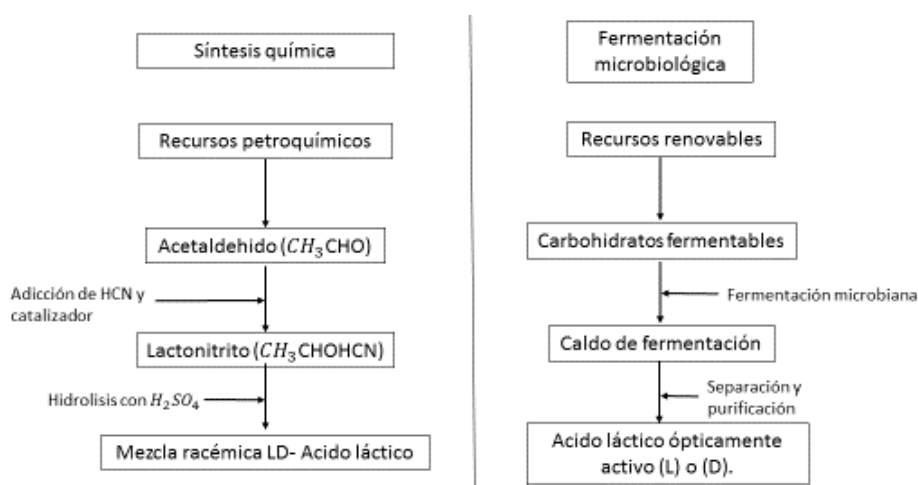 Síntesis química
Recursos petroquímicos
Acetaldehido (CH₃CHO)
Adicción de HCN y
catalizador
Lactonitrito (CH₃CHOHCN)
Hidrolisis con H₂SO₄
Mezcla racémica LD- Acido láctico
Fermentación
microbiológica
Recursos renovables
Carbohidratos fermentables
Fermentación microbiana
Caldo de fermentación
Separación y
purificación
Acido láctico ópticamente
activo (L) o (D).